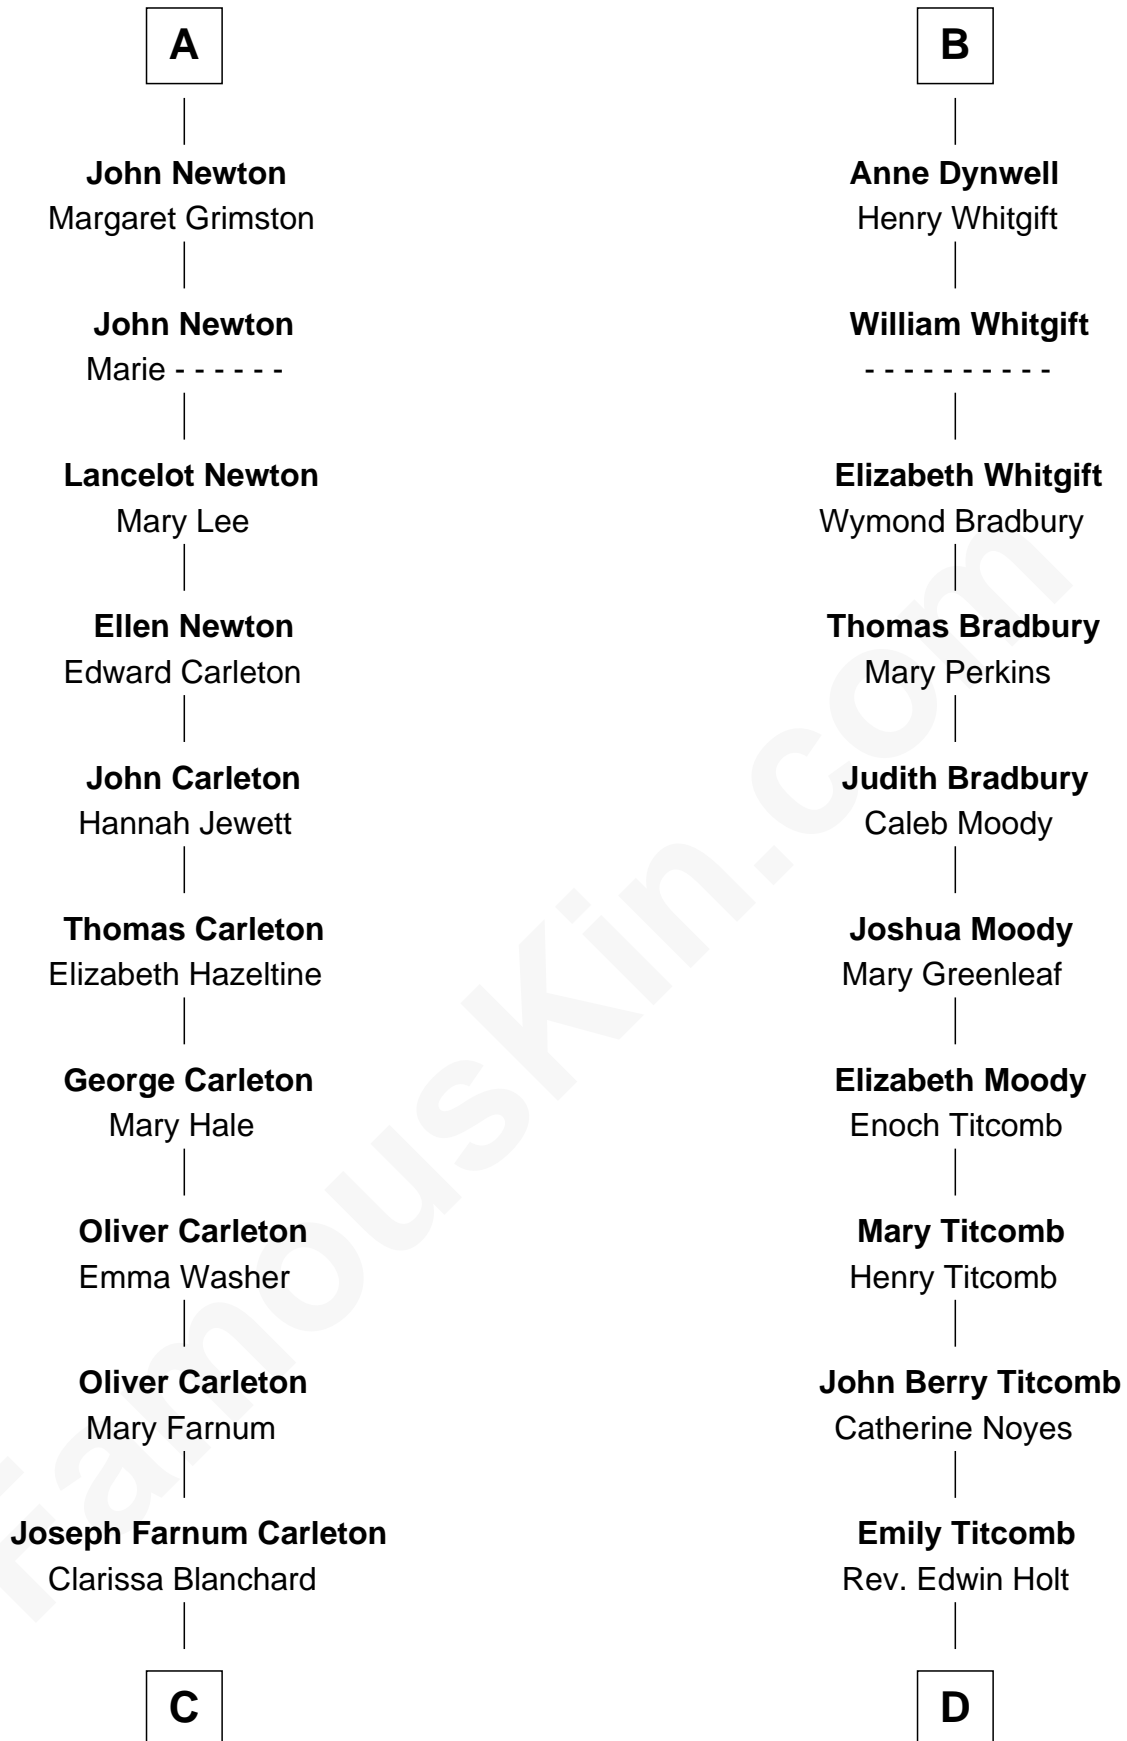 A
John Newton
Margaret Grimston
John Newton
Marie - - - - - -
Lancelot Newton
Mary Lee
Ellen Newton
Edward Carleton
John Carleton
Hannah Jewett
Thomas Carleton
Elizabeth Hazeltine
George Carleton
Mary Hale
Oliver Carleton
Emma Washer
Oliver Carleton
Mary Farnum
Joseph Farnum Carleton
Clarissa Blanchard
C
B
Anne Dynwell
Henry Whitgift
William Whitgift
- - - - - - - - - -
Elizabeth Whitgift
Wymond Bradbury
Thomas Bradbury
Mary Perkins
Judith Bradbury
Caleb Moody
Joshua Moody
Mary Greenleaf
Elizabeth Moody
Enoch Titcomb
Mary Titcomb
Henry Titcomb
John Berry Titcomb
Catherine Noyes
Emily Titcomb
Rev. Edwin Holt
D
FamousKin.com